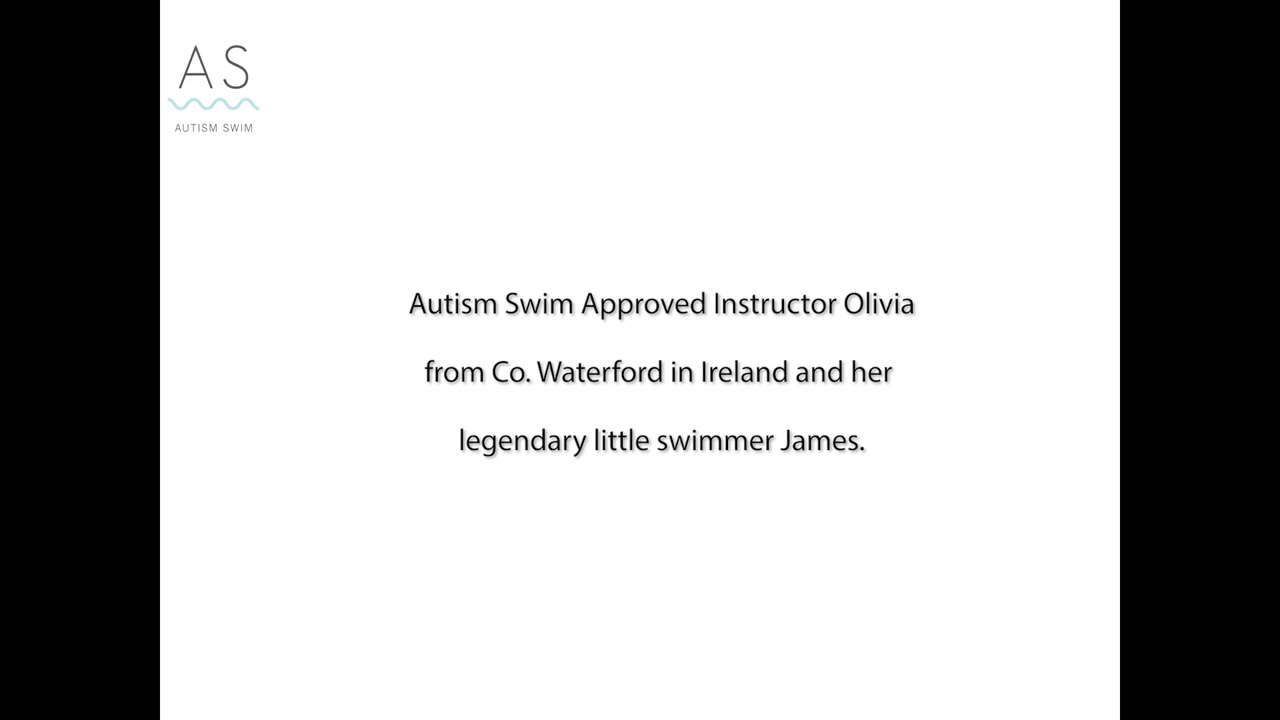 AS
AUTISM SWIM
Autism Swim Approved Instructor Olivia
from Co. Waterford in Ireland and her
legendary little swimmer James.